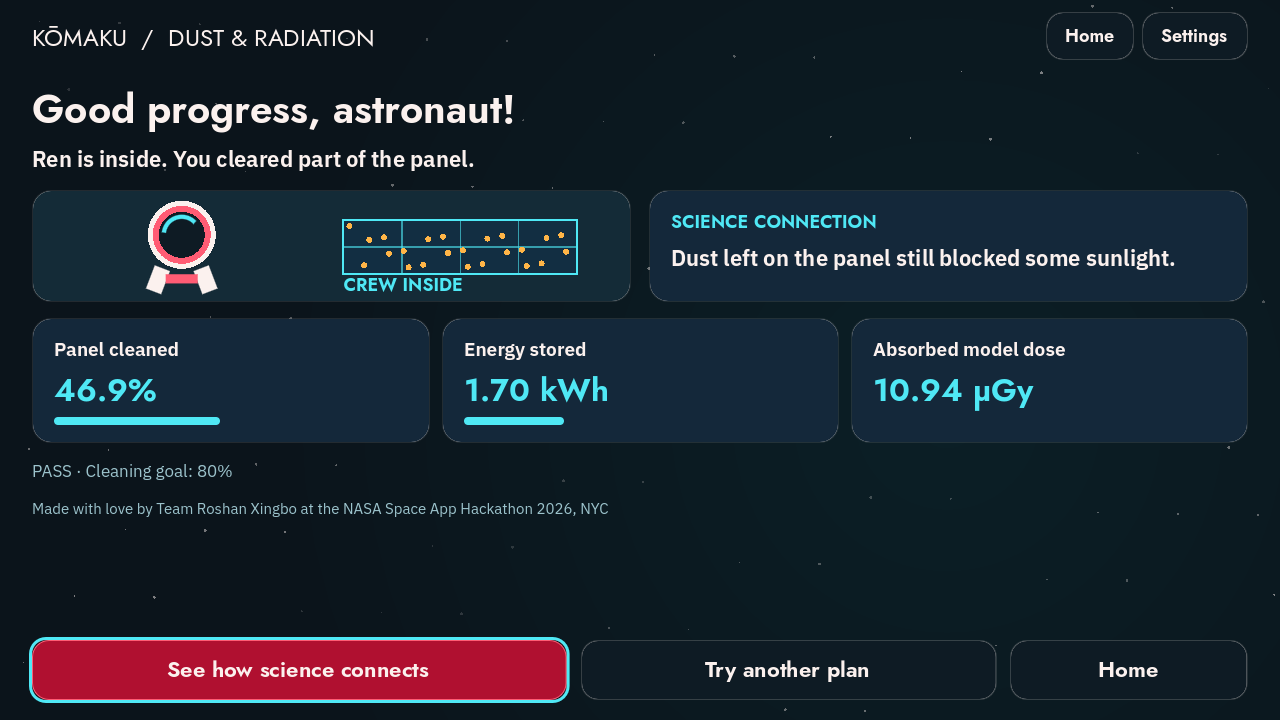 KŌMAKU / DUST & RADIATION
Home
Settings
Good progress, astronaut!
Ren is inside. You cleared part of the panel.
CREW INSIDE
SCIENCE CONNECTION
Dust left on the panel still blocked some sunlight.
Panel cleaned
46.9%
Energy stored
1.70 kWh
Absorbed model dose
10.94 µGy
PASS · Cleaning goal: 80%
Made with love by Team Roshan Xingbo at the NASA Space App Hackathon 2026, NYC
See how science connects
Try another plan
Home